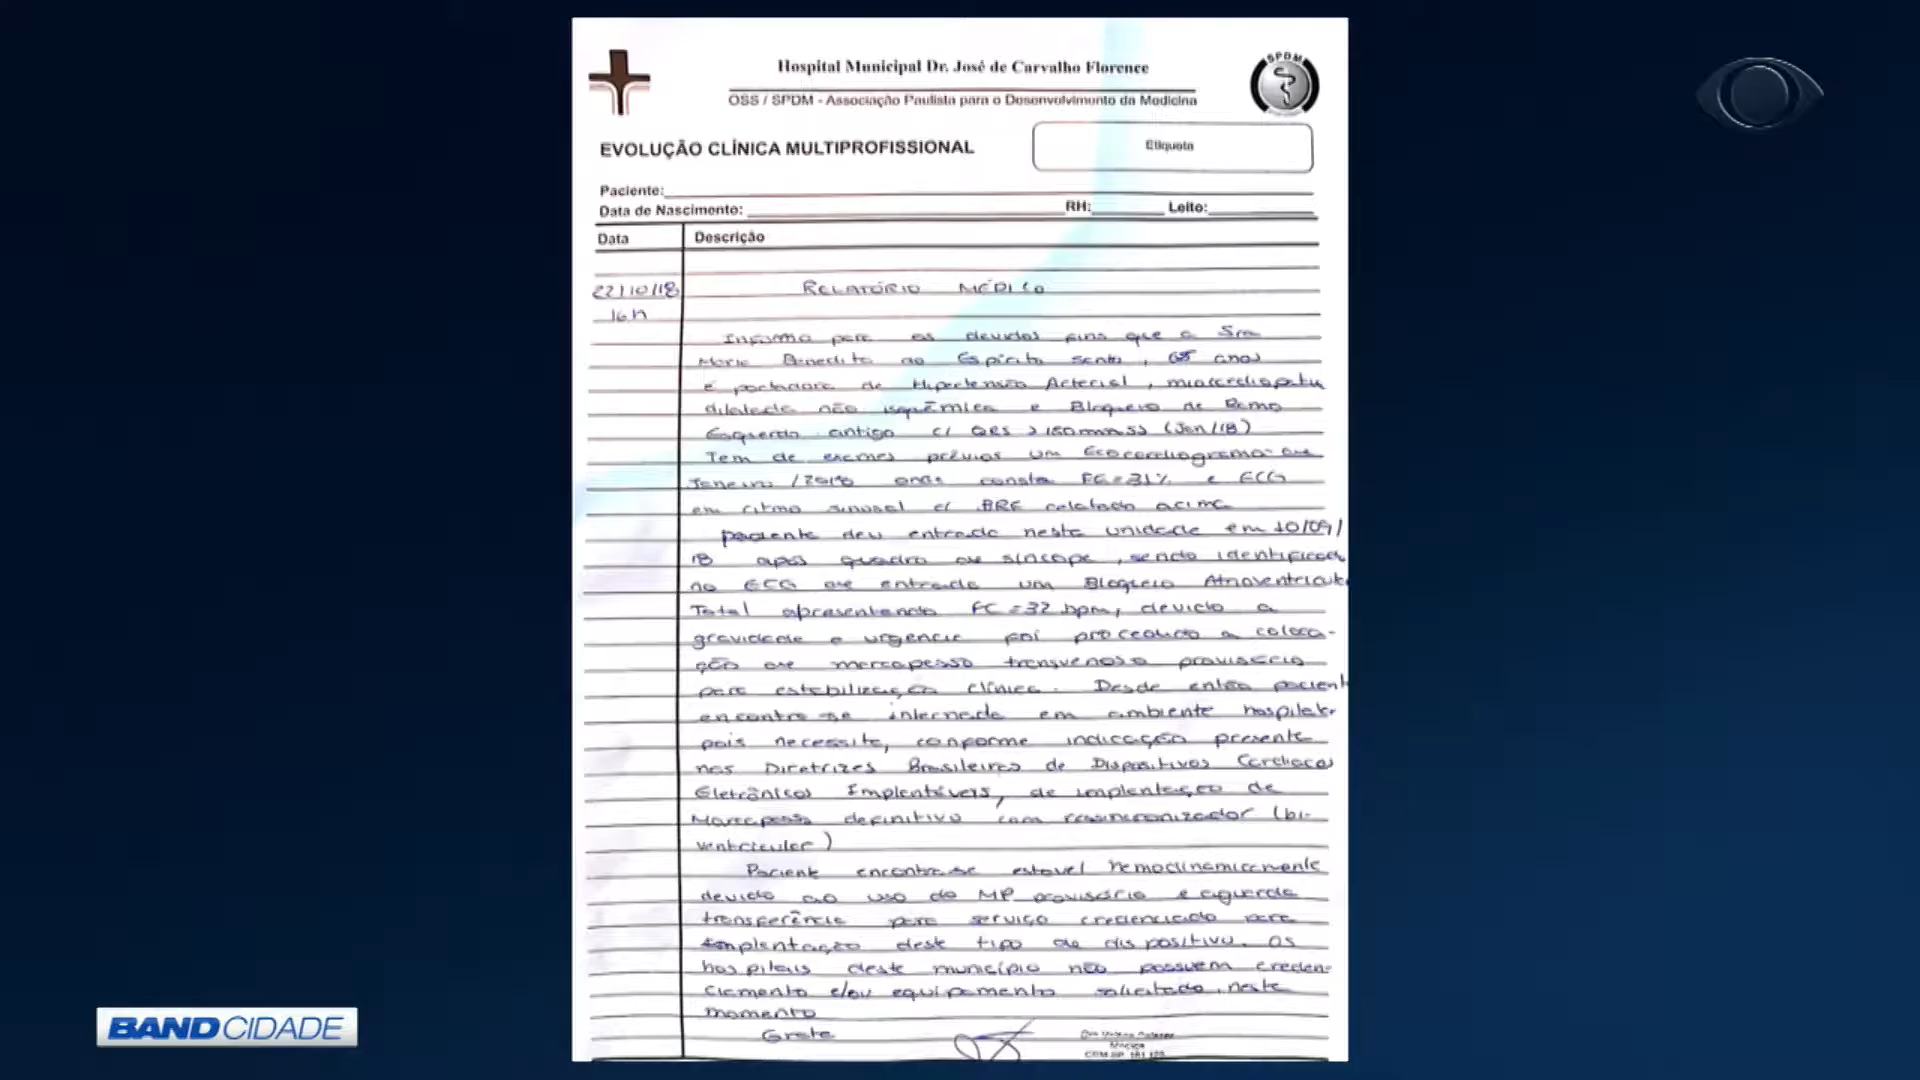 Hospital Municipal Dr. José de Carvalho Florence
OSS / SPDM - Associação Paulista para o Desenvolvimento da Medicina
SPDM
EVOLUÇÃO CLÍNICA MULTIPROFISSIONAL
Etiqueta
Paciente:
Data de Nascimento: RH: Leito:
Data Descrição
22/10/18 RELATÓRIO MÉDICO
16h
Informo para os devidos fins que a Sra
Maria Benedita do Espírito Santo, 68 anos
é portadora de Hipertensão Arterial, miocardiopatia
dilatada não isquêmica e Bloqueio de Ramo
Esquerdo antigo c/ QRS >150 (Jan/18)
Tem de exames prévios um Ecocardiograma de
Janeiro /2018 onde consta FE=31% e ECG
em ritmo sinusal c/ BRE relatado acima
paciente deu entrada nesta unidade em 10/09/
18 após quadro de síncope, sendo identificado
no ECG de entrada um Bloqueio Atrioventricular
Total apresentando FC=32 bpm, devido a
gravidade e urgência foi procedido a coloca-
ção de marcapasso transvenoso provisório
para estabilização clínica. Desde então paciente
encontra-se internada em ambiente hospitalar
pois necessita, conforme indicação presente
nas Diretrizes Brasileiras de Dispositivos Cardíacos
Eletrônicos Implantáveis, de implantação de
Marcapasso definitivo com ressincronizador (bi-
ventricular)
Paciente encontra-se estável hemodinamicamente
devido ao uso do MP provisório e aguarda
transferência para serviço credenciado para
implantação deste tipo de dispositivo. Os
hospitais deste município não possuem creden-
ciamento e/ou equipamento solicitado neste
momento
Grata
Médica
BAND CIDADE